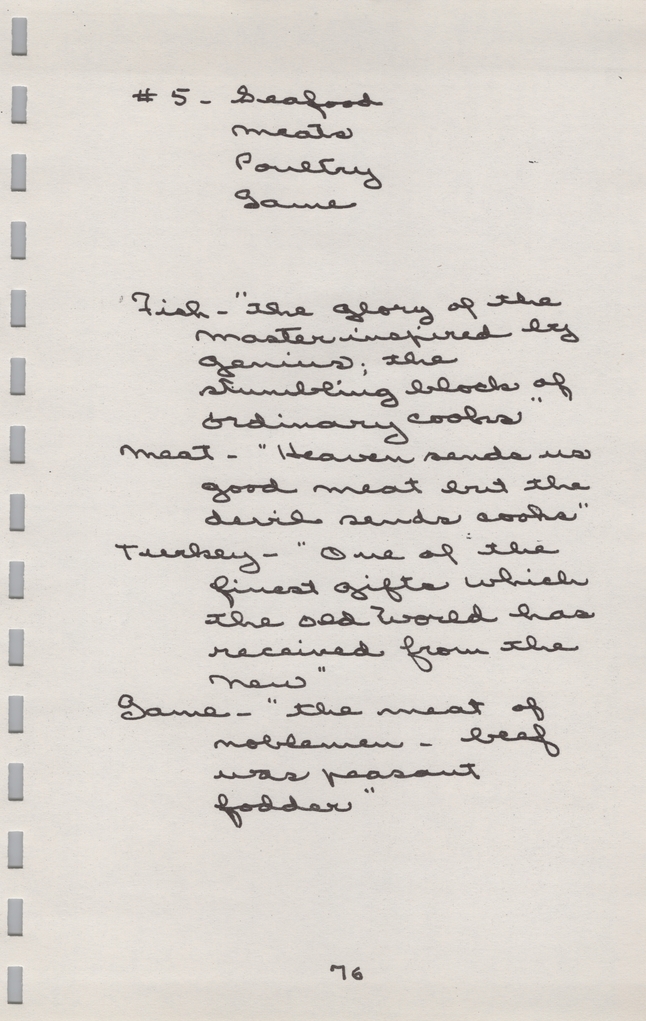 # 5 - Seafood
Meats
Poultry
Game
Fish - "the glory of the
master inspired by
genius; the
stumbling block of
ordinary cooks"
Meat - "Heaven sends us
good meat but the
devil sends cooks"
Turkey - "One of the
finest gifts which
the old World has
received from the
new"
Game - "the meat of
noblemen - beef
was peasant
fodder"
76